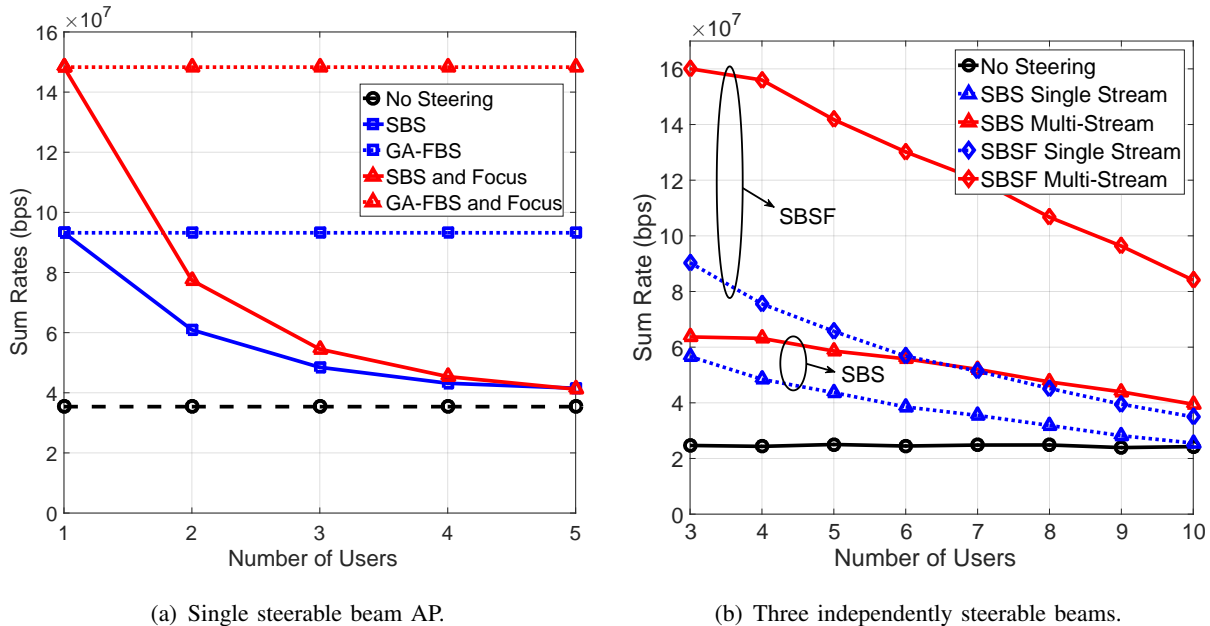 ×10^7
16
14
12
10
8
6
4
2
0
1 2 3 4 5
Sum Rates (bps)
Number of Users
No Steering
SBS
GA-FBS
SBS and Focus
GA-FBS and Focus
(a) Single steerable beam AP.
×10^7
16
14
12
10
8
6
4
2
0
3 4 5 6 7 8 9 10
Sum Rate (bps)
Number of Users
No Steering
SBS Single Stream
SBS Multi-Stream
SBSF Single Stream
SBSF Multi-Stream
SBSF
SBS
(b) Three independently steerable beams.